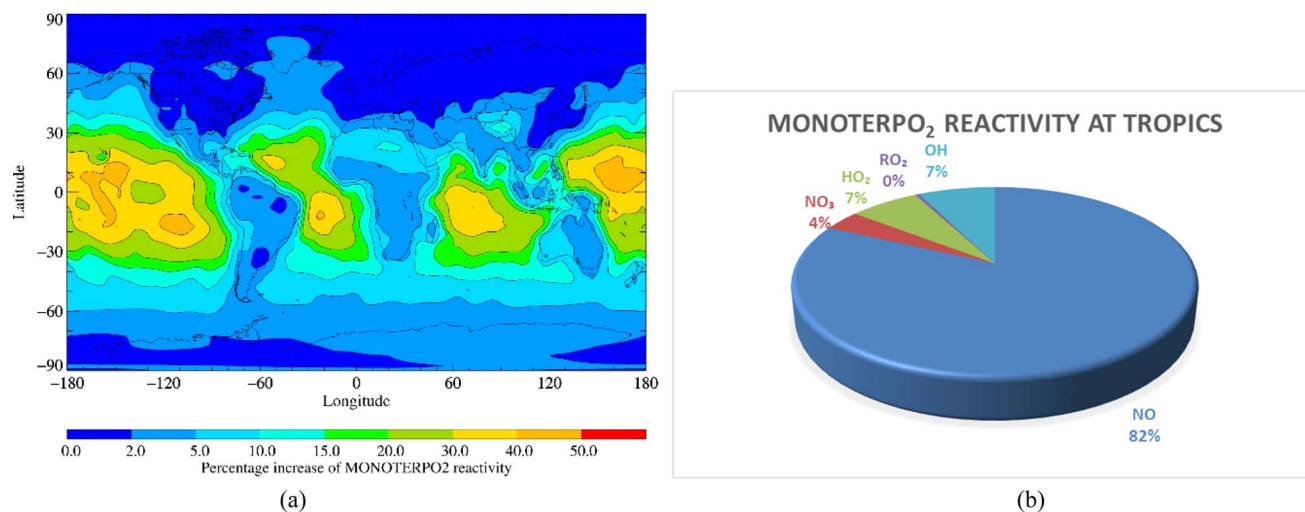 90
60
30
0
−30
−60
−90
Latitude
−180
−120
−60
0
60
120
180
Longitude
0.0
2.0
5.0
10.0
15.0
20.0
30.0
40.0
50.0
Percentage increase of MONOTERPO2 reactivity
(a)
MONOTERPO₂ REACTIVITY AT TROPICS
NO₃
4%
HO₂
7%
RO₂
0%
OH
7%
NO
82%
(b)